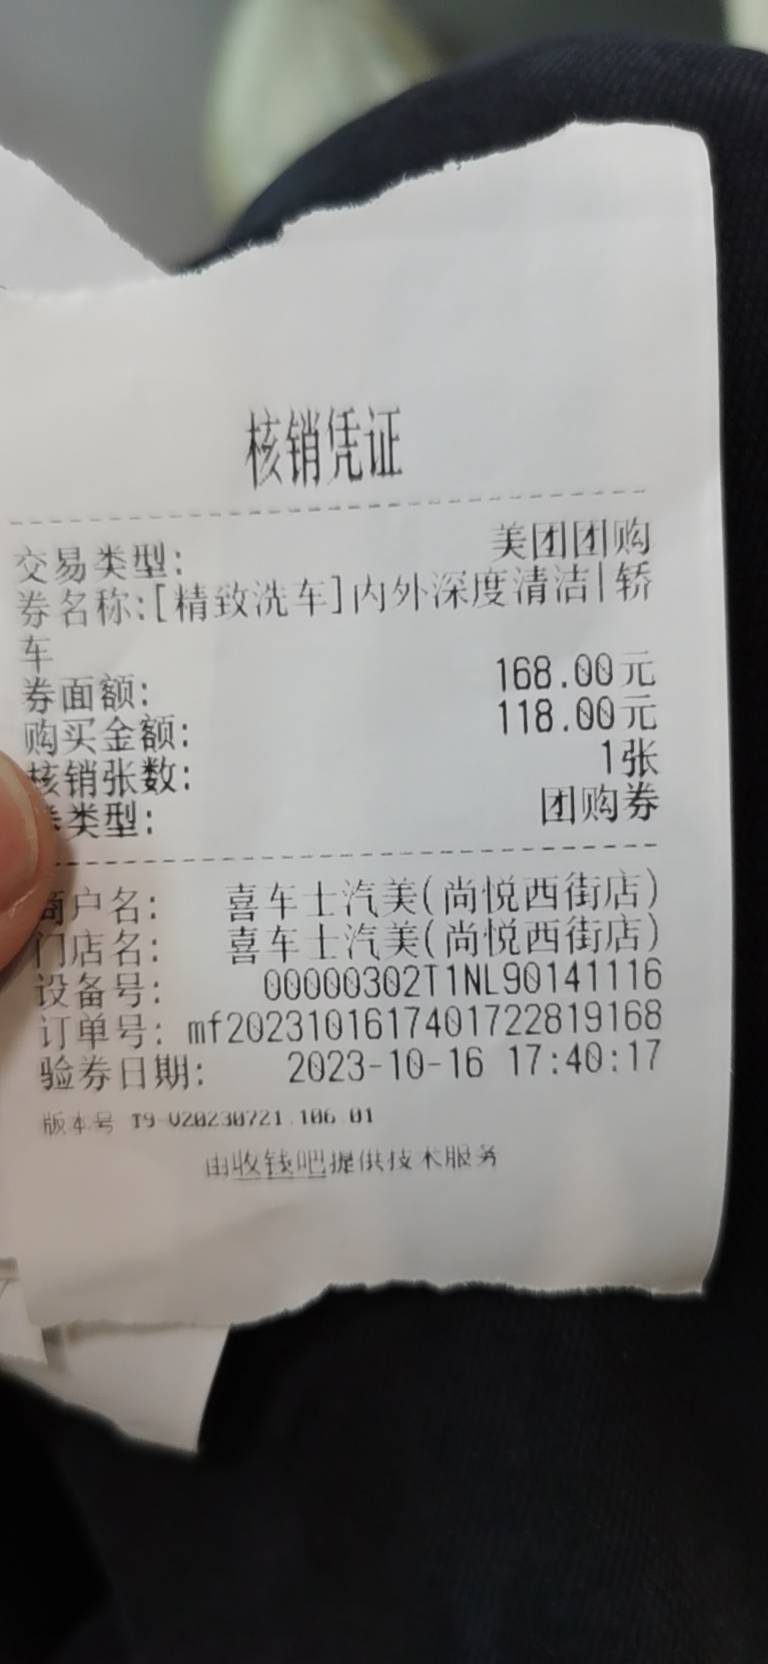 核销凭证
交易类型: 美团团购
券名称:[精致洗车]内外深度清洁|轿
车
券面额: 168.00元
购买金额: 118.00元
核销张数: 1张
券类型: 团购券
商户名: 喜车士汽美(尚悦西街店)
门店名: 喜车士汽美(尚悦西街店)
设备号: 00000302T1NL90141116
订单号: mf2023101617401722819168
验券日期: 2023-10-16 17:40:17
版本号 T9-V20230721.106.01
由收钱吧提供技术服务